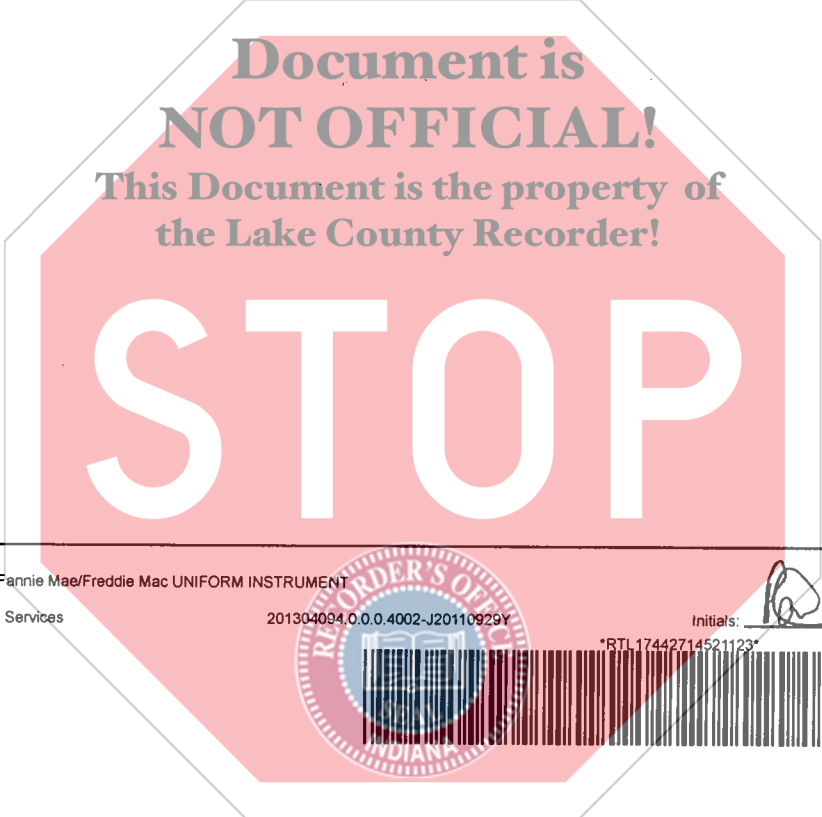 Document is
NOT OFFICIAL!
This Document is the property of
the Lake County Recorder!
STOP
Fannie Mae/Freddie Mac UNIFORM INSTRUMENT
Services 201304094.0.0.0.4002-J20110929Y Initials:
*RTL17442714521123*
RECORDER'S OFFICE
SEAL
INDIANA